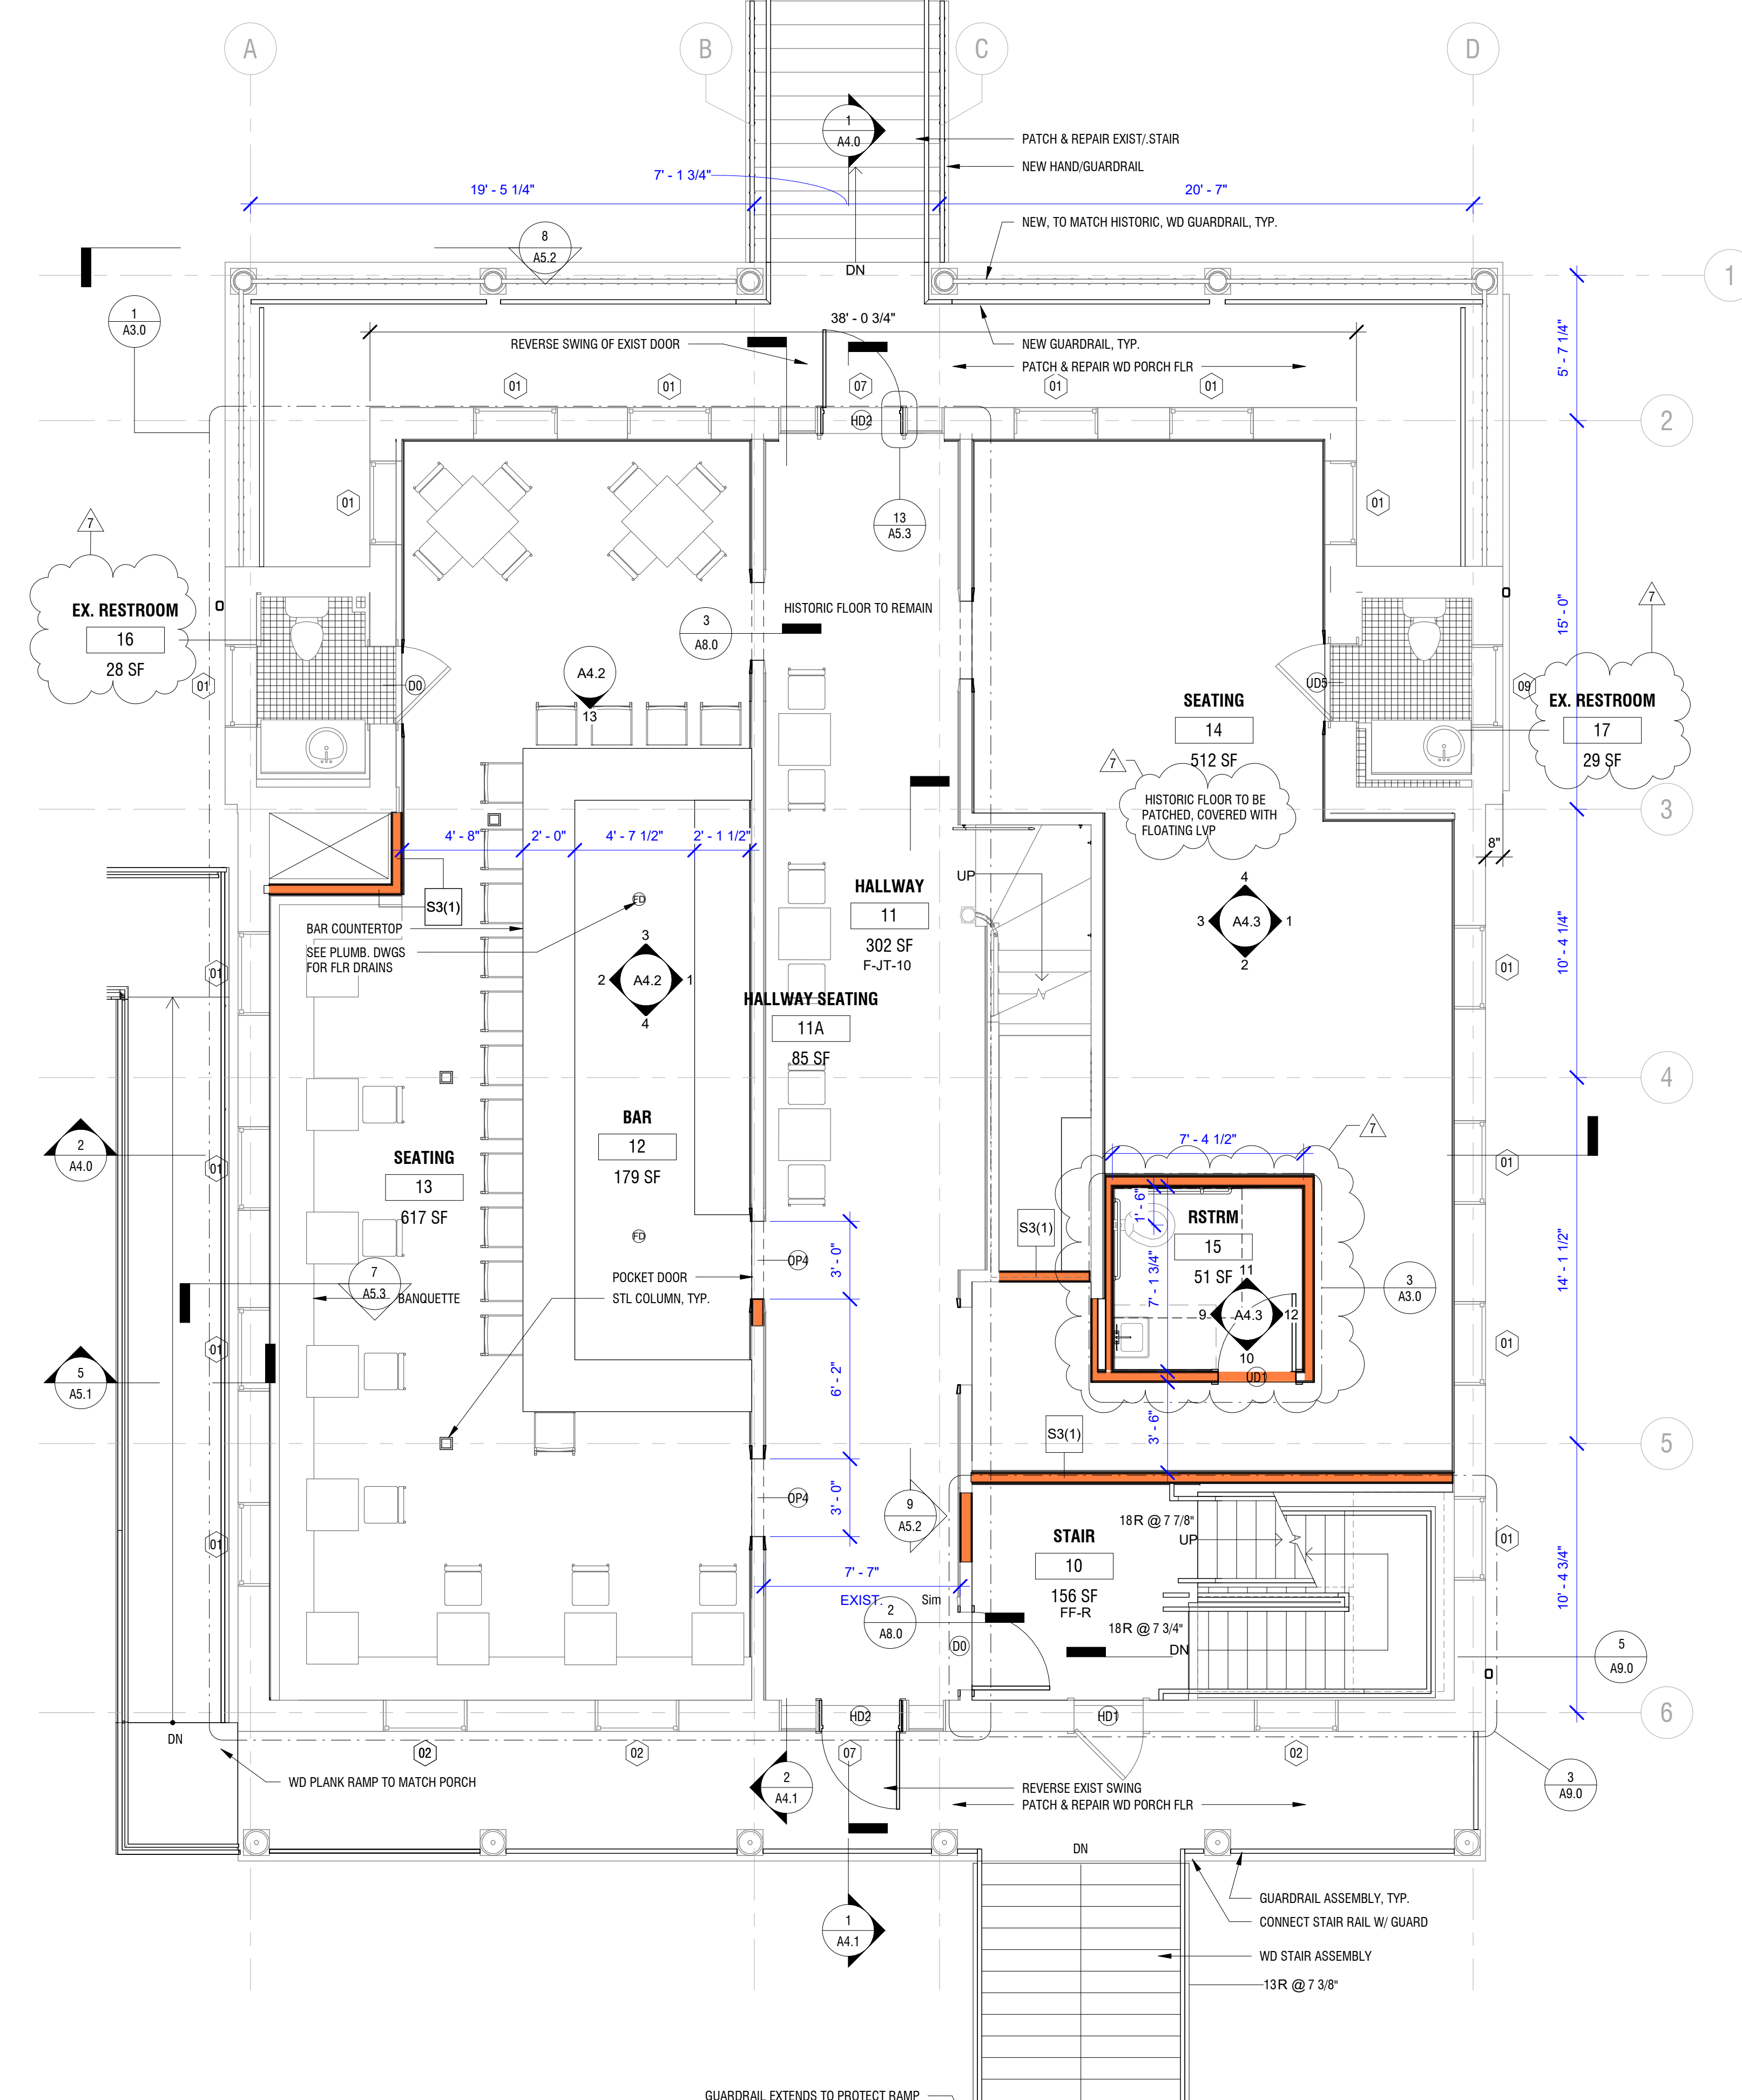 A
B
C
D
1
A4.0
PATCH & REPAIR EXIST/.STAIR
NEW HAND/GUARDRAIL
19' - 5 1/4"
7' - 1 3/4"
20' - 7"
NEW, TO MATCH HISTORIC, WD GUARDRAIL, TYP.
8
A5.2
DN
1
1
A3.0
38' - 0 3/4"
REVERSE SWING OF EXIST DOOR
NEW GUARDRAIL, TYP.
PATCH & REPAIR WD PORCH FLR
5' - 7 1/4"
01
01
07
01
01
HD2
2
01
01
13
A5.3
7
EX. RESTROOM
16
28 SF
HISTORIC FLOOR TO REMAIN
3
A8.0
7
15' - 0"
01
D0
A4.2
13
SEATING
14
512 SF
UD5
09
EX. RESTROOM
17
29 SF
7
HISTORIC FLOOR TO BE
PATCHED, COVERED WITH
FLOATING LVP
3
4' - 8"
2' - 0"
4' - 7 1/2"
2' - 1 1/2"
8"
UP
HALLWAY
11
302 SF
F-JT-10
S3(1)
FD
BAR COUNTERTOP
SEE PLUMB. DWGS
FOR FLR DRAINS
4
3
A4.3
1
2
3
2
A4.2
1
4
01
01
10' - 4 1/4"
HALLWAY SEATING
11A
85 SF
4
BAR
12
179 SF
2
A4.0
01
SEATING
13
617 SF
7' - 4 1/2"
7
01
1' - 6"
RSTRM
15
51 SF
S3(1)
7' - 1 3/4"
11
9
A4.3
12
10
UD1
3
A3.0
14' - 1 1/2"
FD
OP4
3' - 0"
POCKET DOOR
STL COLUMN, TYP.
7
A5.3
BANQUETTE
01
01
5
A5.1
6' - 2"
3' - 6"
S3(1)
5
OP4
3' - 0"
9
A5.2
18R @ 7 7/8"
UP
STAIR
10
156 SF
FF-R
01
01
7' - 7"
EXIST.
Sim
2
A8.0
D0
18R @ 7 3/4"
DN
10' - 4 3/4"
5
A9.0
HD2
HD1
6
DN
02
02
07
02
WD PLANK RAMP TO MATCH PORCH
2
A4.1
REVERSE EXIST SWING
PATCH & REPAIR WD PORCH FLR
3
A9.0
DN
GUARDRAIL ASSEMBLY, TYP.
CONNECT STAIR RAIL W/ GUARD
1
A4.1
WD STAIR ASSEMBLY
13R @ 7 3/8"
GUARDRAIL EXTENDS TO PROTECT RAMP